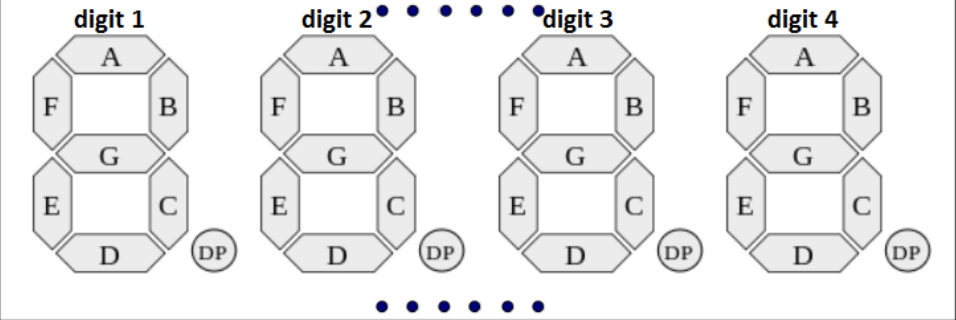 digit 1 digit 2 digit 3 digit 4
A A A A
F B F B F B F B
G G G G
E C E C E C E C
D DP D DP D DP D DP